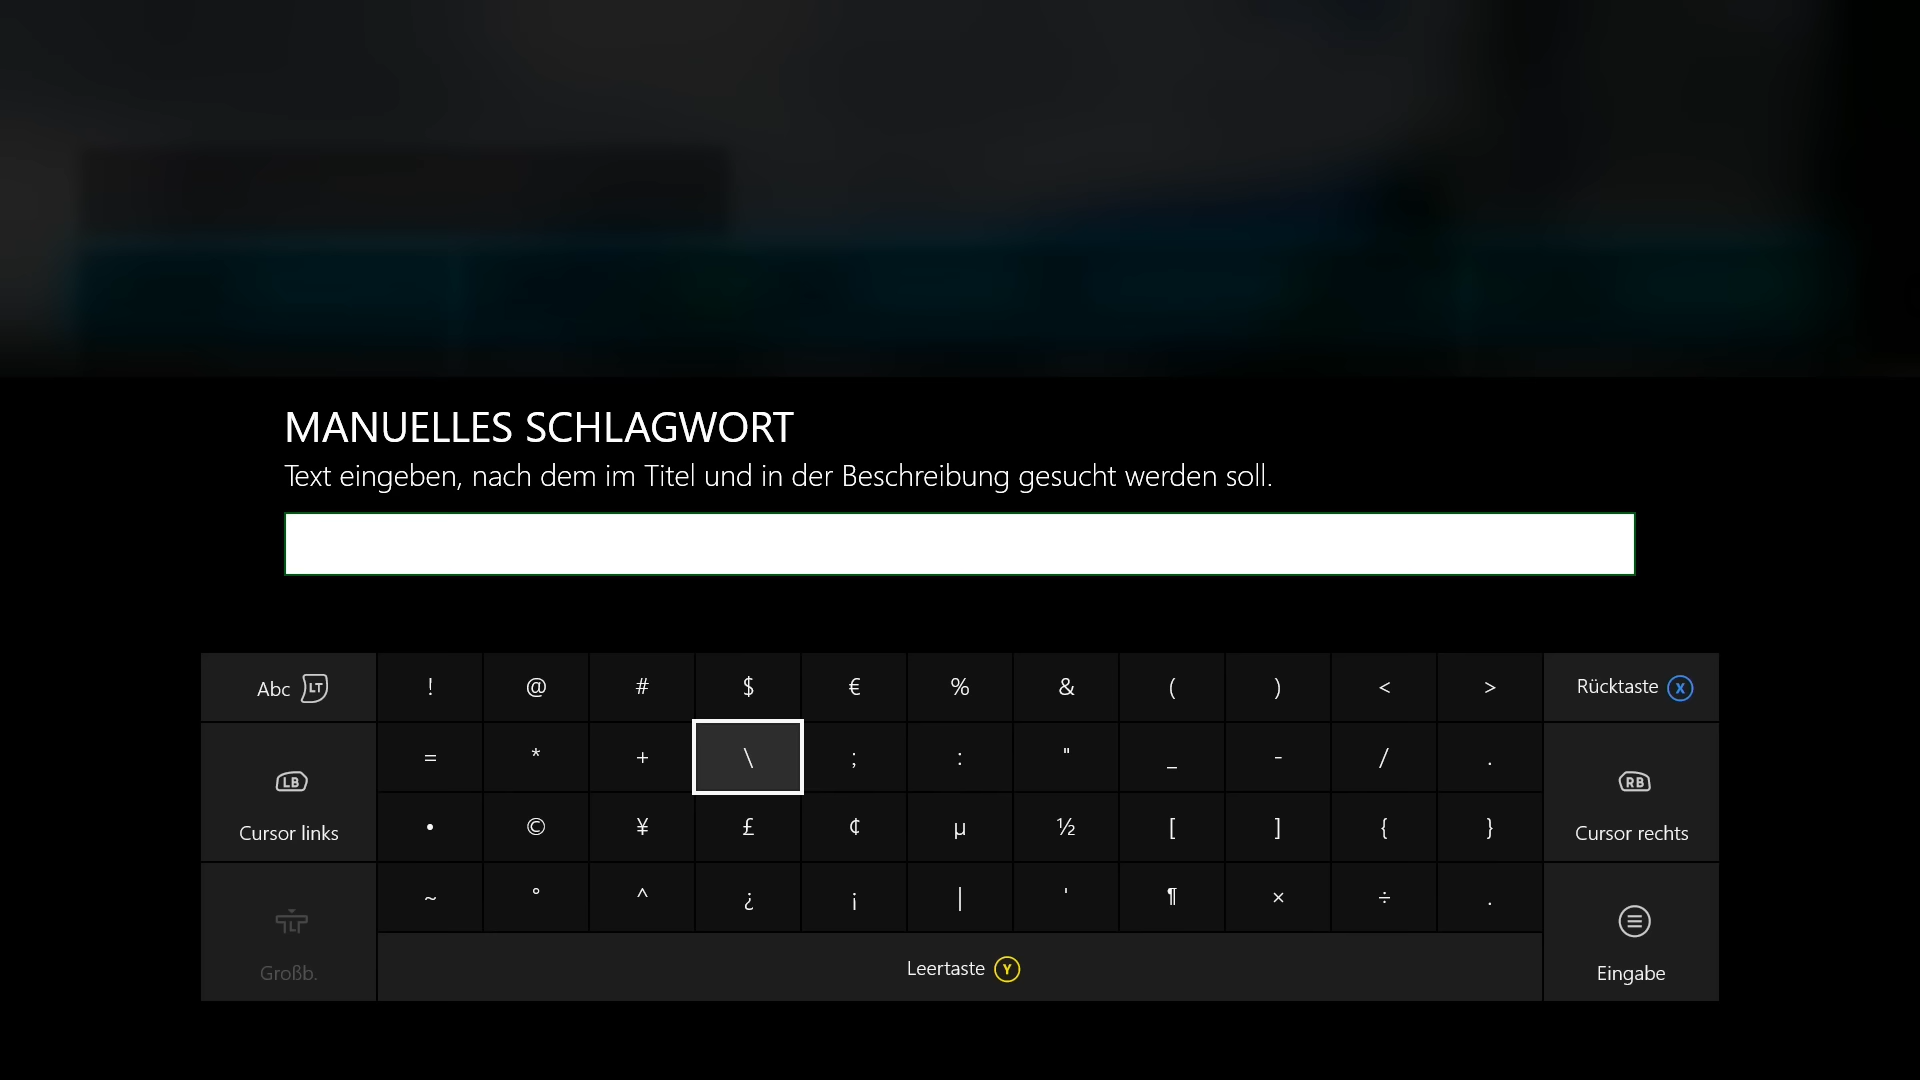 MANUELLES SCHLAGWORT
Text eingeben, nach dem im Titel und in der Beschreibung gesucht werden soll.
Abc LT ! @ # $ € % & ( ) < > Rücktaste X
= * + \ ; : " _ - / .
LB Cursor links
RB Cursor rechts
• © ¥ £ ¢ µ ½ [ ] { }
~ ° ^ ¿ ¡ | ' ¶ × ÷ .
L Großb.
Leertaste Y
Eingabe